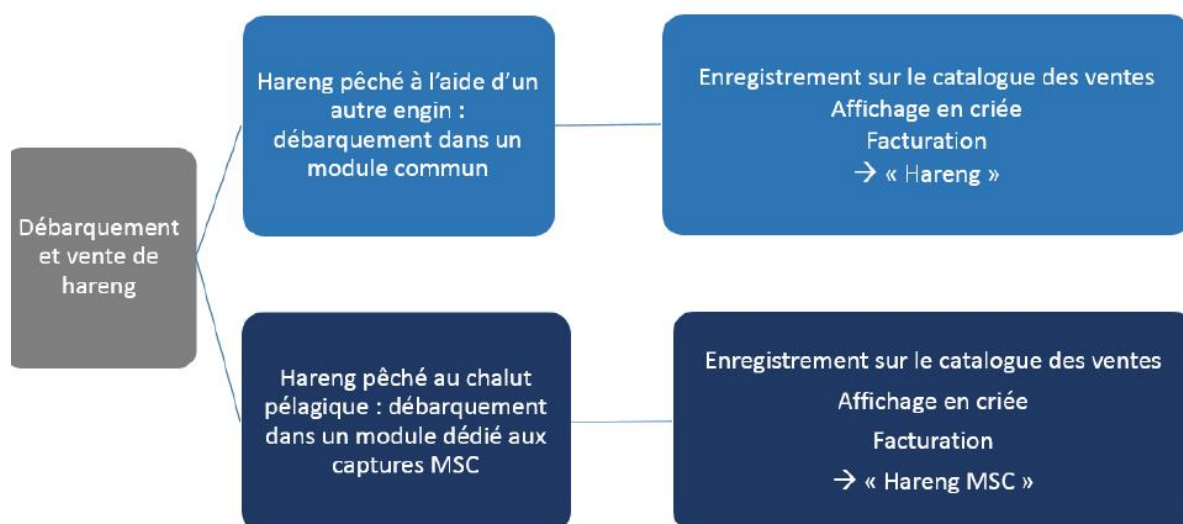 Débarquement
et vente de
hareng
Hareng pêché à l'aide d'un
autre engin :
débarquement dans un
module commun
Enregistrement sur le catalogue des ventes
Affichage en criée
Facturation
→ « Hareng »
Hareng pêché au chalut
pélagique : débarquement
dans un module dédié aux
captures MSC
Enregistrement sur le catalogue des ventes
Affichage en criée
Facturation
→ « Hareng MSC »